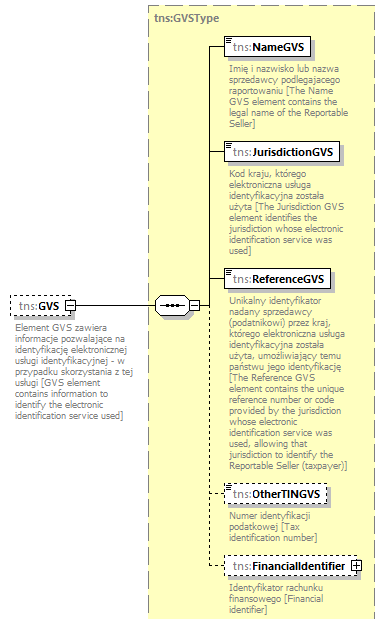 tns:GVSType
tns:NameGVS
Imię i nazwisko lub nazwa
sprzedawcy podlegajacego
raportowaniu [The Name
GVS element contains the
legal name of the Reportable
Seller]
tns:JurisdictionGVS
Kod kraju, którego
elektroniczna usługa
identyfikacyjna została
użyta [The Jurisdiction GVS
element identifies the
jurisdiction whose electronic
identification service was
used]
tns:ReferenceGVS
Unikalny identyfikator
nadany sprzedawcy
(podatnikowi) przez kraj,
którego elektroniczna usługa
identyfikacyjna została
użyta, umożliwiający temu
państwu jego identyfikację
[The Reference GVS
element contains the unique
reference number or code
provided by the jurisdiction
whose electronic
identification service was
used, allowing that
jurisdiction to identify the
Reportable Seller (taxpayer)]
tns:GVS
Element GVS zawiera
informacje pozwalające na
identyfikację elektronicznej
usługi identyfikacyjnej - w
przypadku skorzystania z tej
usługi [GVS element
contains information to
identify the electronic
identification service used]
tns:OtherTINGVS
Numer identyfikacji
podatkowej [Tax
identification number]
tns:FinancialIdentifier
Identyfikator rachunku
finansowego [Financial
identifier]